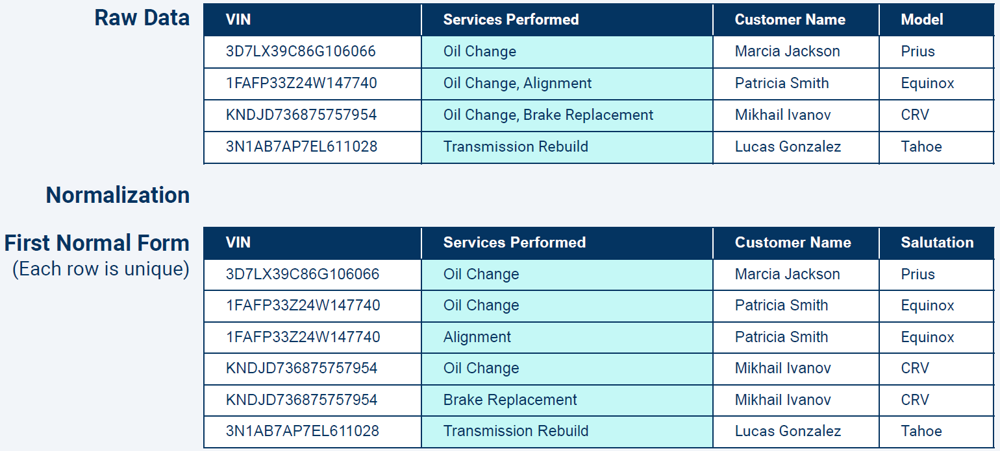 Raw Data
VIN Services Performed Customer Name Model
3D7LX39C86G106066 Oil Change Marcia Jackson Prius
1FAFP33Z24W147740 Oil Change, Alignment Patricia Smith Equinox
KNDJD736875757954 Oil Change, Brake Replacement Mikhail Ivanov CRV
3N1AB7AP7EL611028 Transmission Rebuild Lucas Gonzalez Tahoe
Normalization
First Normal Form
(Each row is unique)
VIN Services Performed Customer Name Salutation
3D7LX39C86G106066 Oil Change Marcia Jackson Prius
1FAFP33Z24W147740 Oil Change Patricia Smith Equinox
1FAFP33Z24W147740 Alignment Patricia Smith Equinox
KNDJD736875757954 Oil Change Mikhail Ivanov CRV
KNDJD736875757954 Brake Replacement Mikhail Ivanov CRV
3N1AB7AP7EL611028 Transmission Rebuild Lucas Gonzalez Tahoe